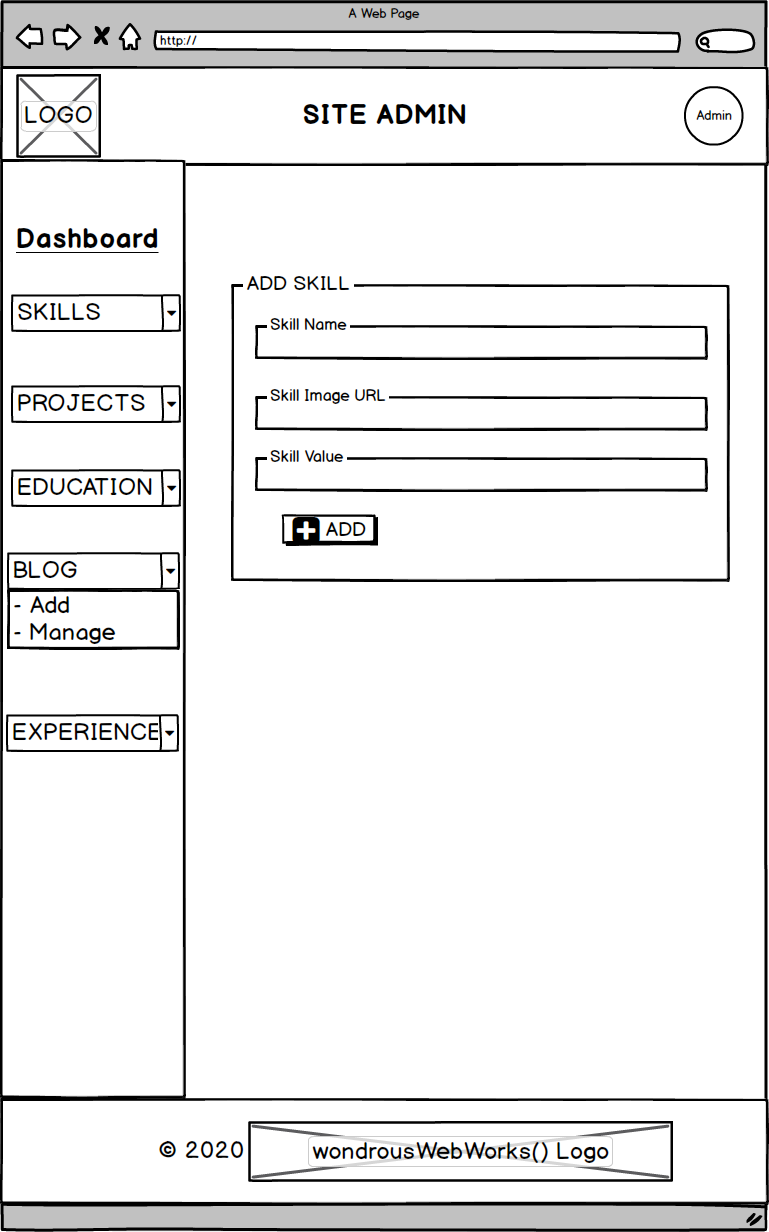 A Web Page
http://
LOGO
SITE ADMIN
Admin
Dashboard
SKILLS
PROJECTS
EDUCATION
BLOG
- Add
- Manage
EXPERIENCE
ADD SKILL
Skill Name
Skill Image URL
Skill Value
ADD
© 2020
wondrousWebWorks() Logo